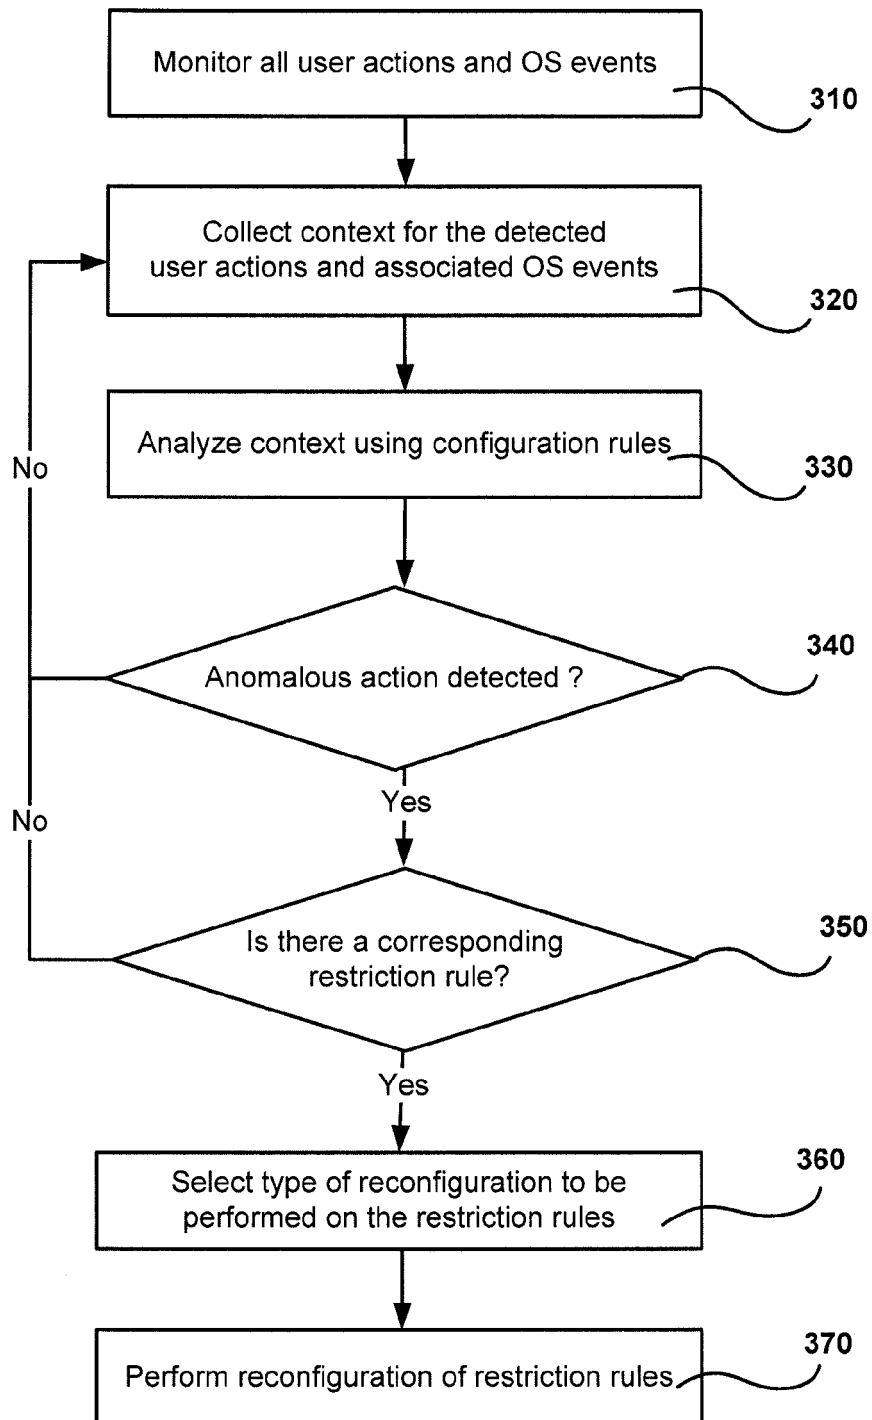 Monitor all user actions and OS events
310
Collect context for the detected
user actions and associated OS events
320
Analyze context using configuration rules
330
No
Anomalous action detected ?
340
Yes
No
Is there a corresponding
restriction rule?
350
Yes
Select type of reconfiguration to be
performed on the restriction rules
360
Perform reconfiguration of restriction rules
370